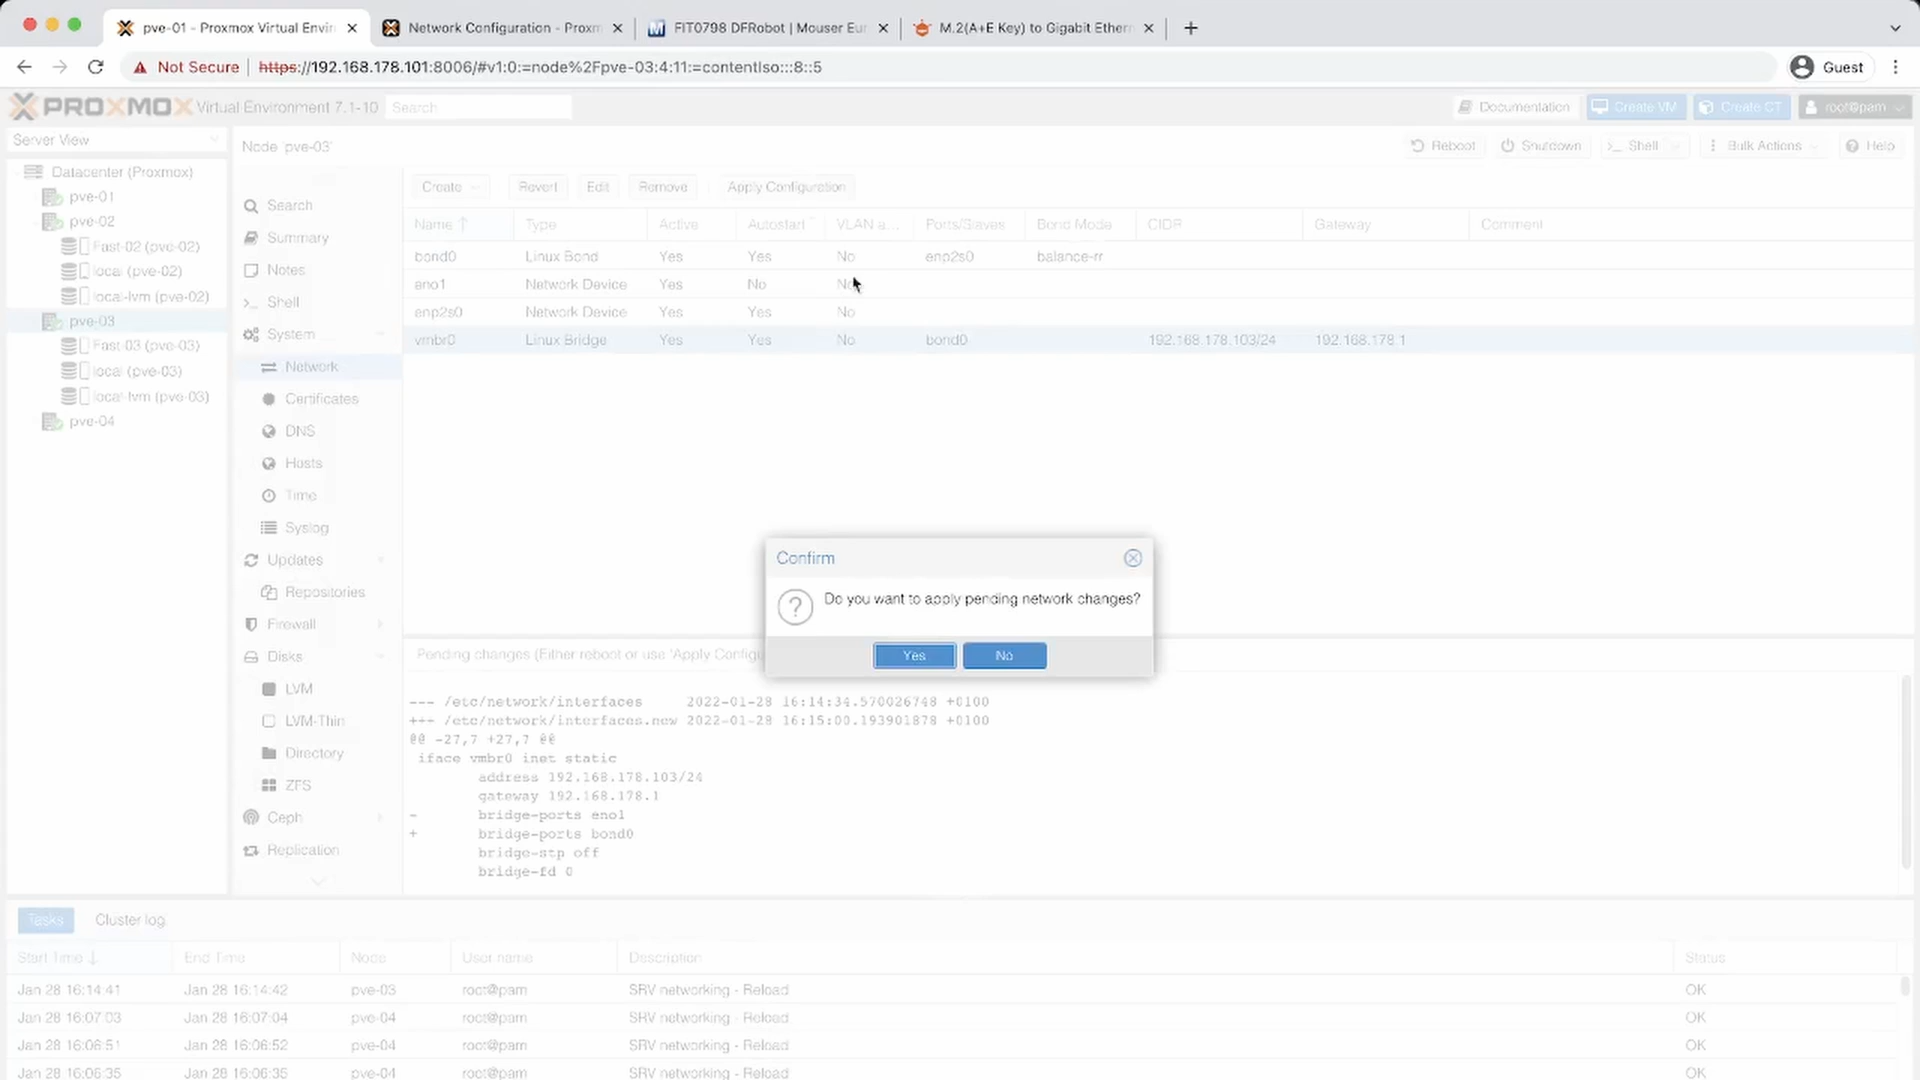 pve-01 - Proxmox Virtual Envir
Network Configuration - Proxm
FIT0798 DFRobot | Mouser Eur
M.2(A+E Key) to Gigabit Ethern
Not Secure
https://192.168.178.101:8006/#v1:0:=node%2Fpve-03:4:11:=contentIso:::8::5
Guest
PROXMOX Virtual Environment 7.1-10
Search
Documentation
Create VM
Create CT
root@pam
Server View
Node 'pve-03'
Reboot
Shutdown
Shell
Bulk Actions
Help
Datacenter (Proxmox)
pve-01
pve-02
Fast-02 (pve-02)
local (pve-02)
local-lvm (pve-02)
pve-03
Fast-03 (pve-03)
local (pve-03)
local-lvm (pve-03)
pve-04
Search
Summary
Notes
Shell
System
Network
Certificates
DNS
Hosts
Time
Syslog
Updates
Repositories
Firewall
Disks
LVM
LVM-Thin
Directory
ZFS
Ceph
Replication
Create
Revert
Edit
Remove
Apply Configuration
Name Type Active Autostart VLAN a... Ports/Slaves Bond Mode CIDR Gateway Comment
bond0 Linux Bond Yes Yes No enp2s0 balance-rr
eno1 Network Device Yes No No
enp2s0 Network Device Yes Yes No
vmbr0 Linux Bridge Yes Yes No bond0 192.168.178.103/24 192.168.178.1
Confirm
Do you want to apply pending network changes?
Yes
No
Pending changes (Either reboot or use 'Apply Configu
--- /etc/network/interfaces 2022-01-28 16:14:34.570026748 +0100
+++ /etc/network/interfaces.new 2022-01-28 16:15:00.193901878 +0100
@@ -27,7 +27,7 @@
iface vmbr0 inet static
address 192.168.178.103/24
gateway 192.168.178.1
- bridge-ports eno1
+ bridge-ports bond0
bridge-stp off
bridge-fd 0
Tasks
Cluster log
Start Time End Time Node User name Description Status
Jan 28 16:14:41 Jan 28 16:14:42 pve-03 root@pam SRV networking - Reload OK
Jan 28 16:07:03 Jan 28 16:07:04 pve-04 root@pam SRV networking - Reload OK
Jan 28 16:06:51 Jan 28 16:06:52 pve-04 root@pam SRV networking - Reload OK
Jan 28 16:06:35 Jan 28 16:06:35 pve-04 root@pam SRV networking - Reload OK